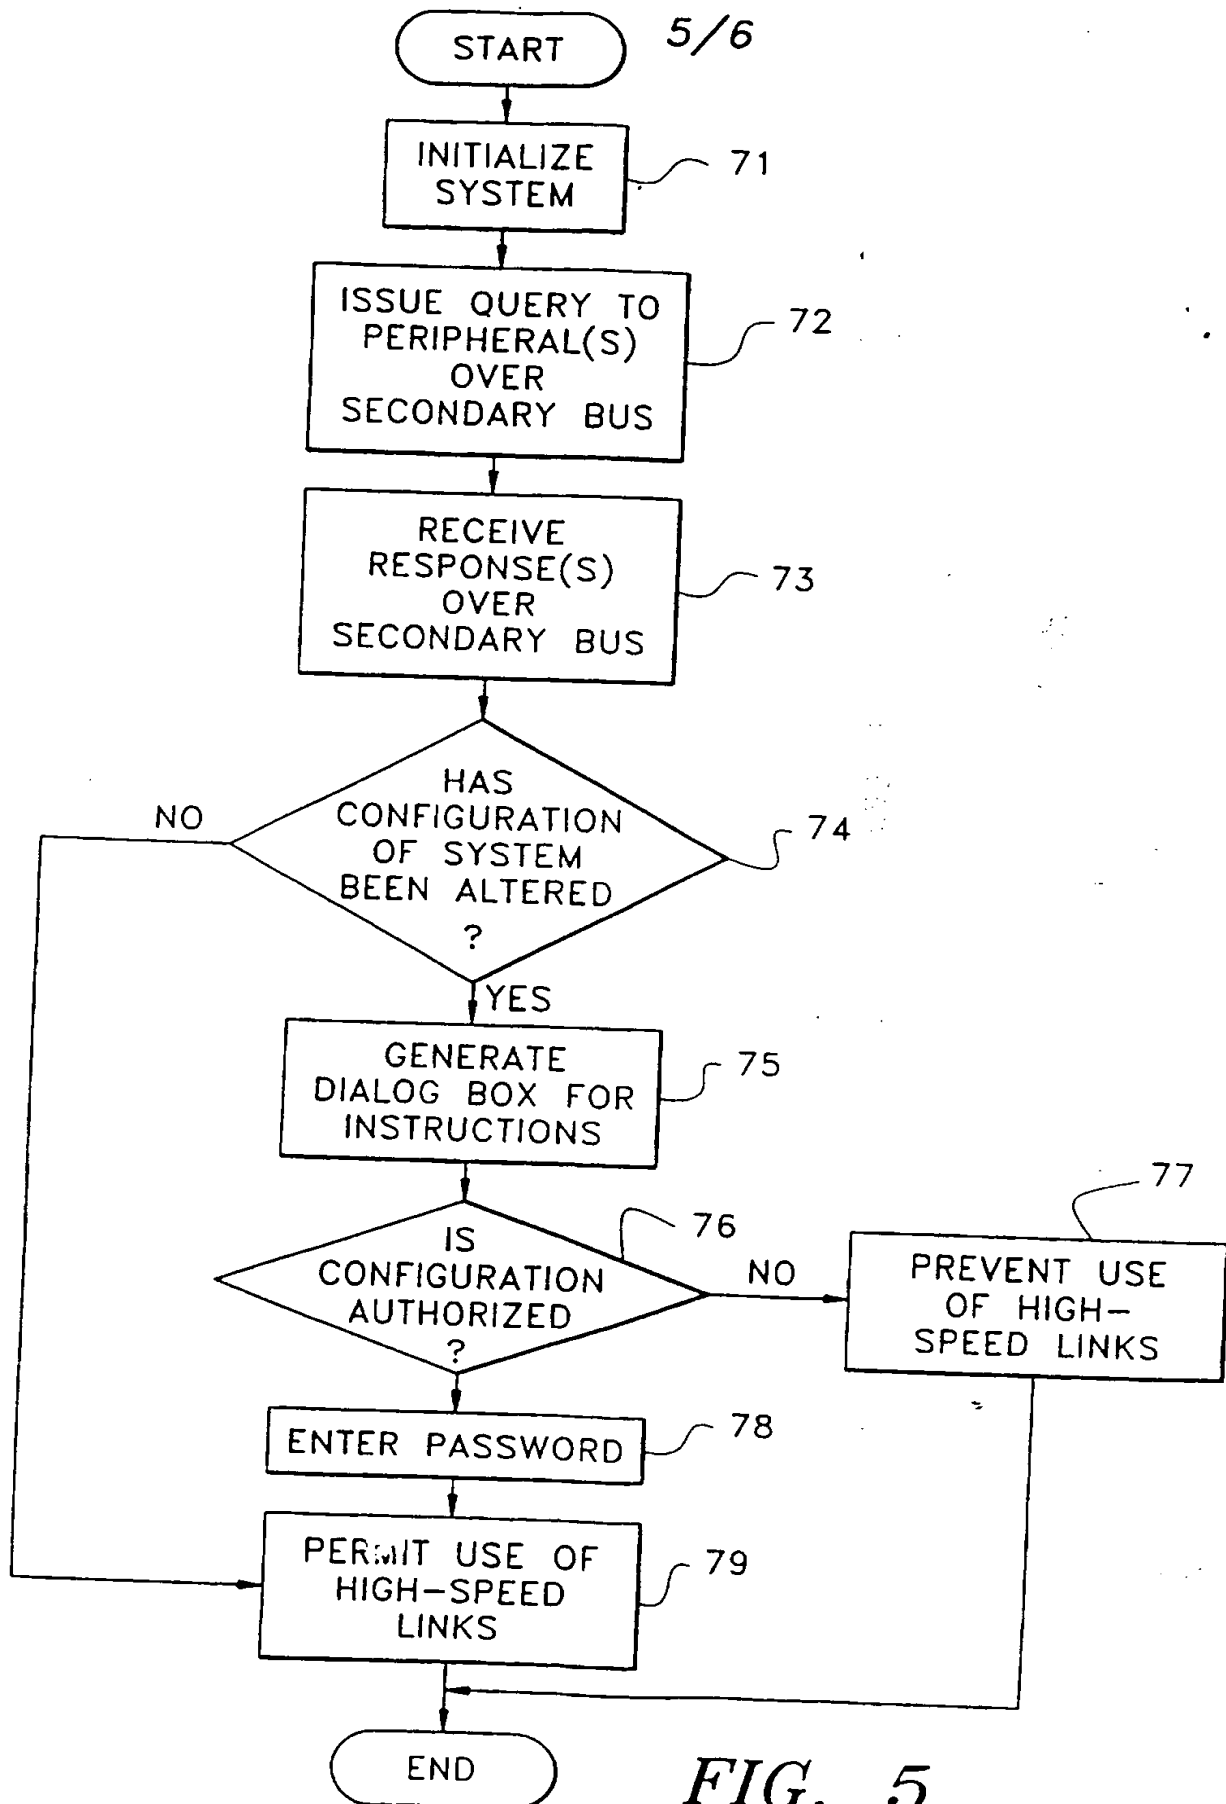 START
5/6
INITIALIZE
SYSTEM
71
ISSUE QUERY TO
PERIPHERAL(S)
OVER
SECONDARY BUS
72
RECEIVE
RESPONSE(S)
OVER
SECONDARY BUS
73
HAS
CONFIGURATION
OF SYSTEM
BEEN ALTERED
?
NO
74
YES
GENERATE
DIALOG BOX FOR
INSTRUCTIONS
75
IS
CONFIGURATION
AUTHORIZED
?
76
NO
77
PREVENT USE
OF HIGH-
SPEED LINKS
ENTER PASSWORD
78
PERMIT USE OF
HIGH-SPEED
LINKS
79
END
FIG. 5